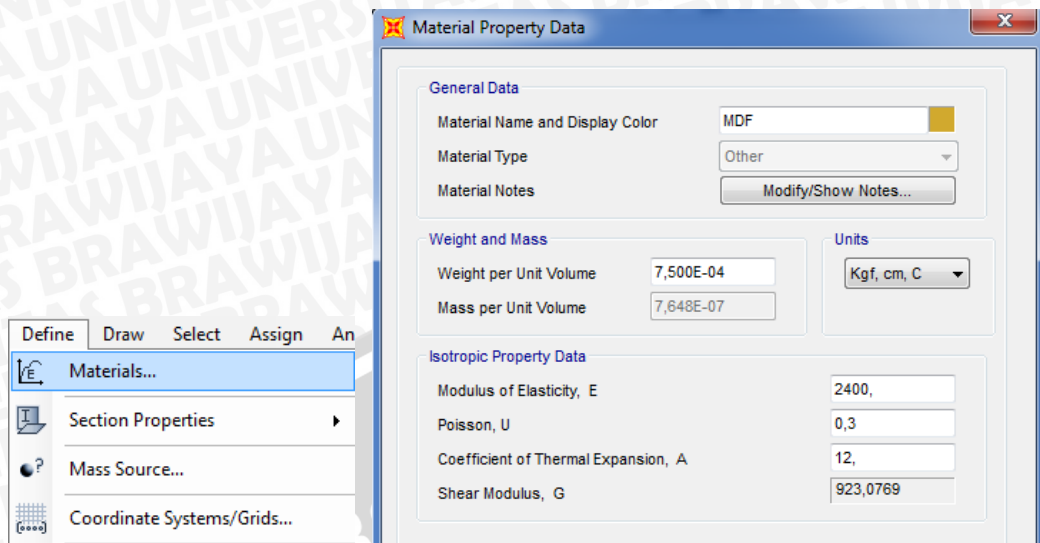 Define Draw Select Assign An
Materials...
Section Properties
Mass Source...
Coordinate Systems/Grids...
Material Property Data
General Data
Material Name and Display Color MDF
Material Type Other
Material Notes Modify/Show Notes...
Weight and Mass
Weight per Unit Volume 7,500E-04
Mass per Unit Volume 7,648E-07
Units
Kgf, cm, C
Isotropic Property Data
Modulus of Elasticity, E 2400,
Poisson, U 0,3
Coefficient of Thermal Expansion, A 12,
Shear Modulus, G 923,0769